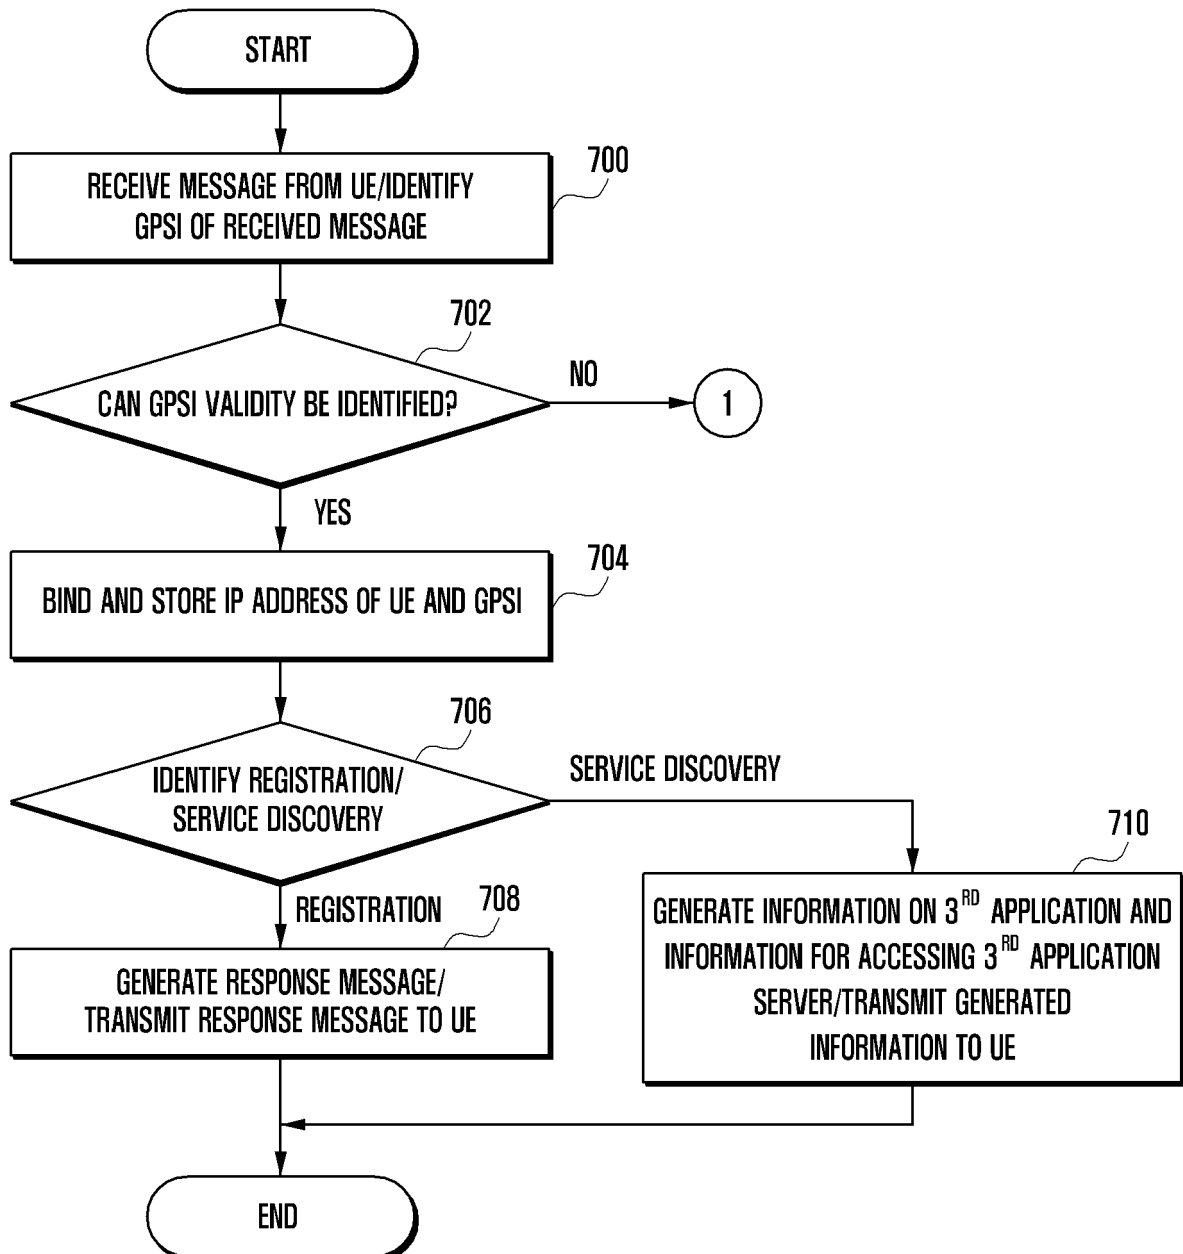 START
700
RECEIVE MESSAGE FROM UE/IDENTIFY
GPSI OF RECEIVED MESSAGE
702
CAN GPSI VALIDITY BE IDENTIFIED?
NO
1
YES
704
BIND AND STORE IP ADDRESS OF UE AND GPSI
706
IDENTIFY REGISTRATION/
SERVICE DISCOVERY
SERVICE DISCOVERY
REGISTRATION
708
GENERATE RESPONSE MESSAGE/
TRANSMIT RESPONSE MESSAGE TO UE
710
GENERATE INFORMATION ON 3RD APPLICATION AND
INFORMATION FOR ACCESSING 3RD APPLICATION
SERVER/TRANSMIT GENERATED
INFORMATION TO UE
END